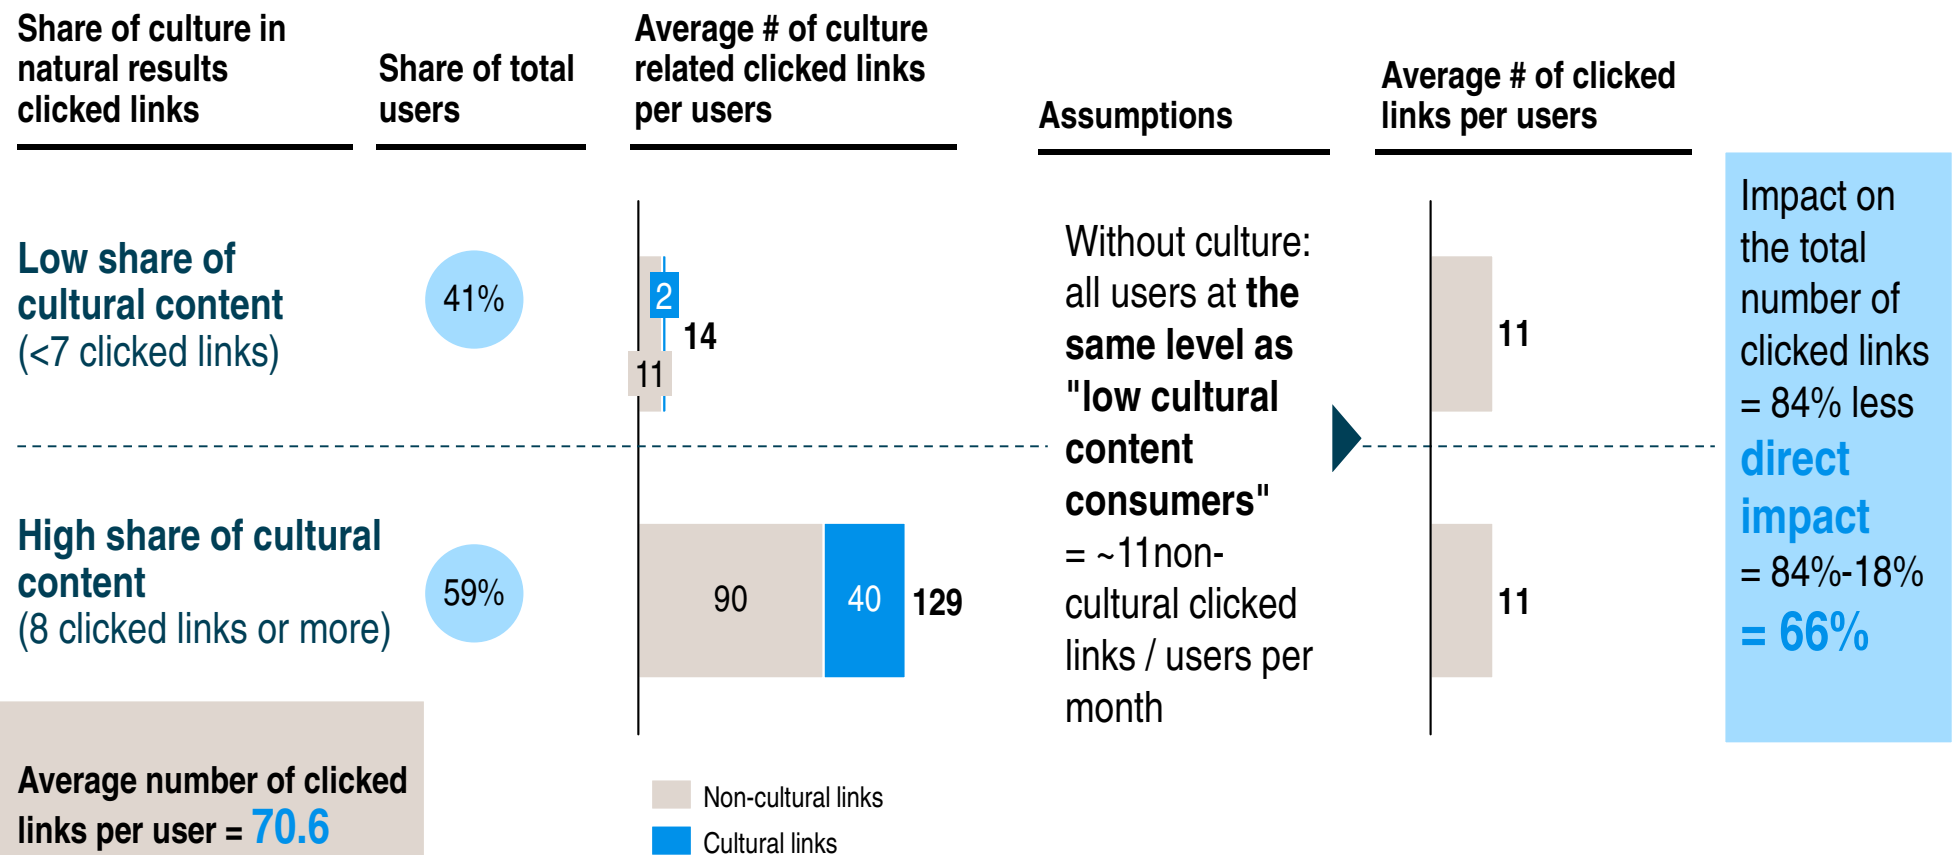 Share of culture in
natural results
clicked links
Share of total
users
Average # of culture
related clicked links
per users
Assumptions
Average # of clicked
links per users
Low share of
cultural content
(<7 clicked links)
41%
2
14
11
Without culture:
all users at the
same level as
"low cultural
content
consumers"
= ~11non-
cultural clicked
links / users per
month
11
High share of cultural
content
(8 clicked links or more)
59%
90
40
129
11
Impact on
the total
number of
clicked links
= 84% less
direct
impact
= 84%-18%
= 66%
Average number of clicked
links per user = 70.6
Non-cultural links
Cultural links